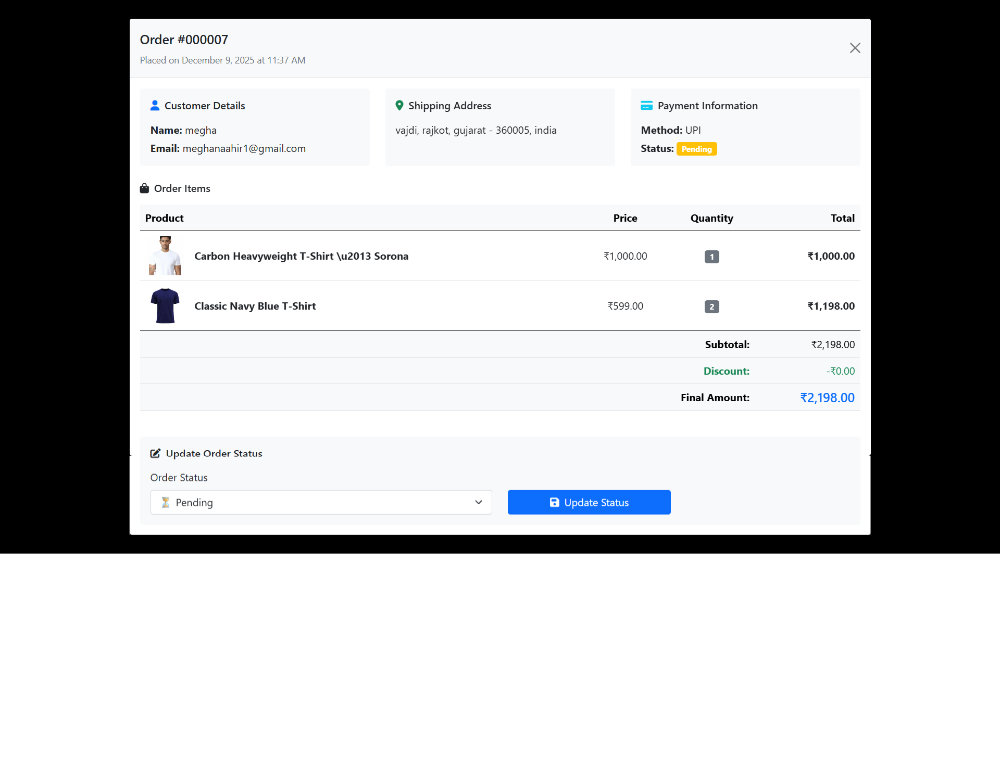 Order #000007
Placed on December 9, 2025 at 11:37 AM
Customer Details
Name: megha
Email: meghanaahir1@gmail.com
Shipping Address
vajdi, rajkot, gujarat - 360005, india
Payment Information
Method: UPI
Status: Pending
Order Items
Product Price Quantity Total
Carbon Heavyweight T-Shirt \u2013 Sorona ₹1,000.00 1 ₹1,000.00
Classic Navy Blue T-Shirt ₹599.00 2 ₹1,198.00
Subtotal: ₹2,198.00
Discount: -₹0.00
Final Amount: ₹2,198.00
Update Order Status
Order Status
⏳ Pending
Update Status